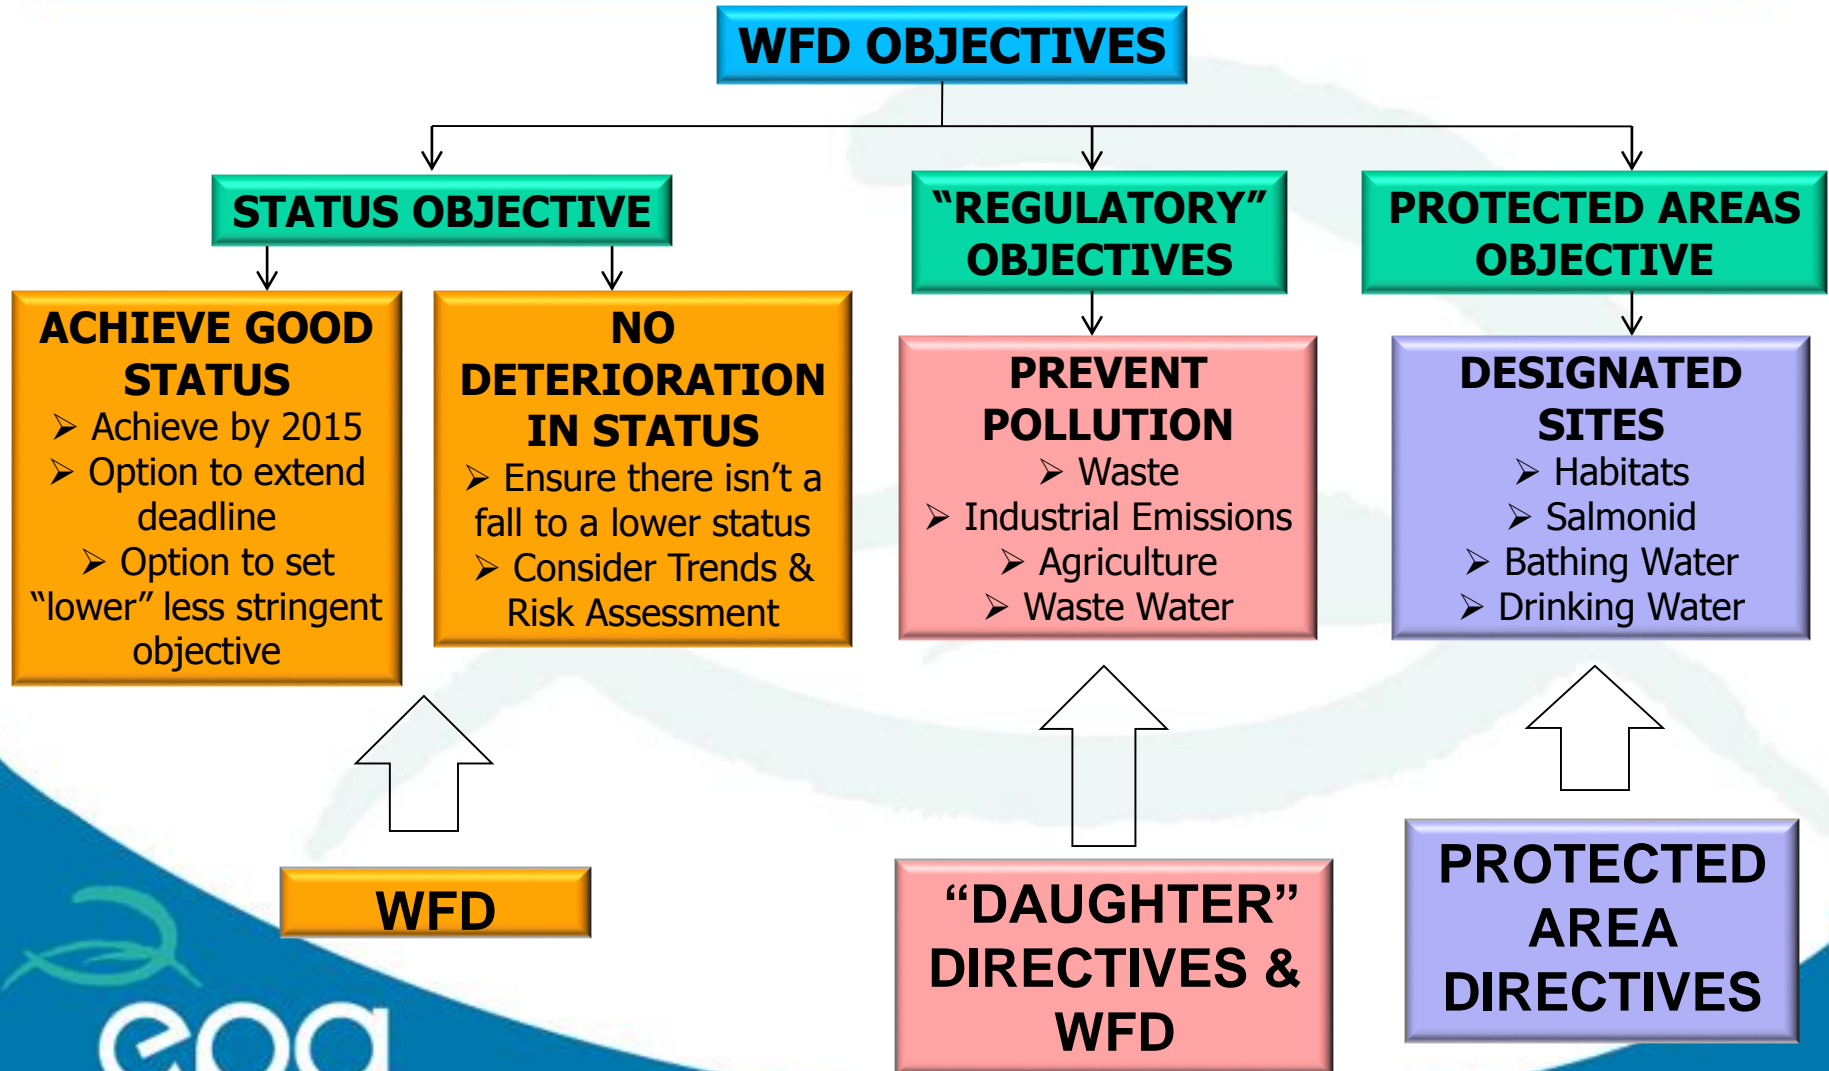 WFD OBJECTIVES
STATUS OBJECTIVE
“REGULATORY”
OBJECTIVES
PROTECTED AREAS
OBJECTIVE
ACHIEVE GOOD
STATUS
➢ Achieve by 2015
➢ Option to extend
deadline
➢ Option to set
“lower” less stringent
objective
NO
DETERIORATION
IN STATUS
➢ Ensure there isn’t a
fall to a lower status
➢ Consider Trends &
Risk Assessment
PREVENT
POLLUTION
➢ Waste
➢ Industrial Emissions
➢ Agriculture
➢ Waste Water
DESIGNATED
SITES
➢ Habitats
➢ Salmonid
➢ Bathing Water
➢ Drinking Water
WFD
“DAUGHTER”
DIRECTIVES &
WFD
PROTECTED
AREA
DIRECTIVES
epa